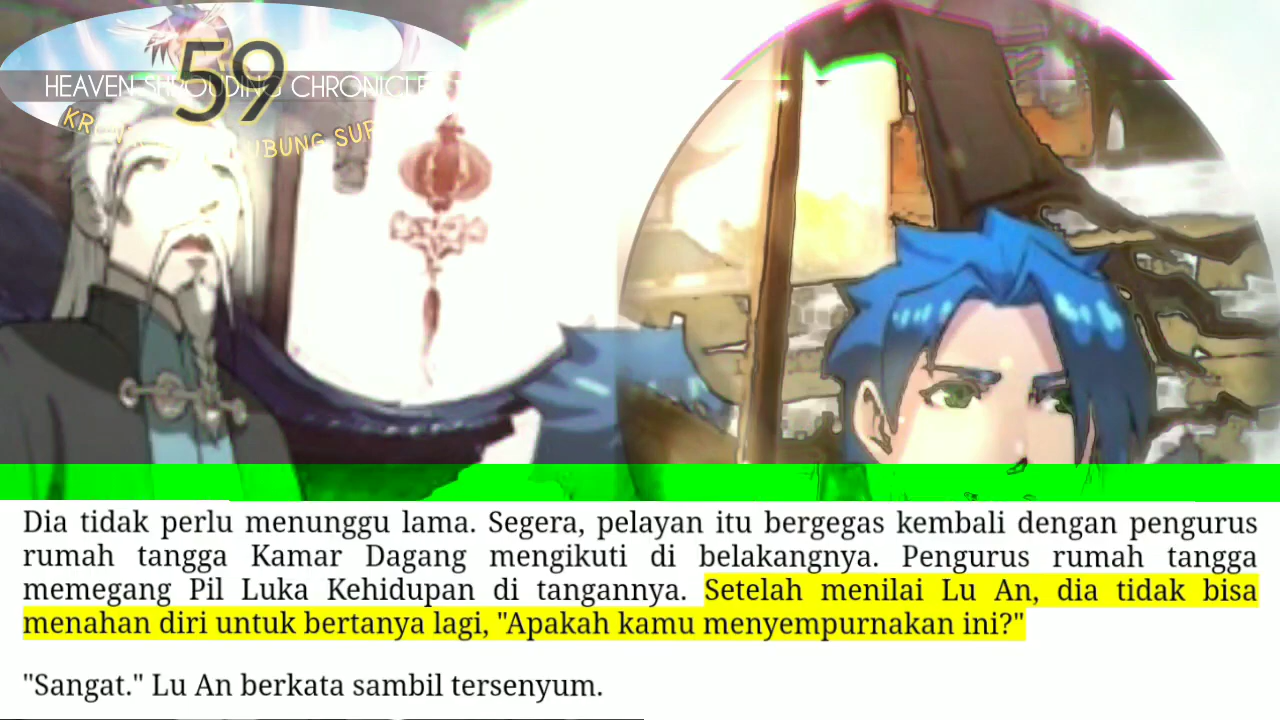 59
HEAVEN SHROUDING CHRONICLE
Dia tidak perlu menunggu lama. Segera, pelayan itu bergegas kembali dengan pengurus
rumah tangga Kamar Dagang mengikuti di belakangnya. Pengurus rumah tangga
memegang Pil Luka Kehidupan di tangannya. Setelah menilai Lu An, dia tidak bisa
menahan diri untuk bertanya lagi, "Apakah kamu menyempurnakan ini?"
"Sangat." Lu An berkata sambil tersenyum.